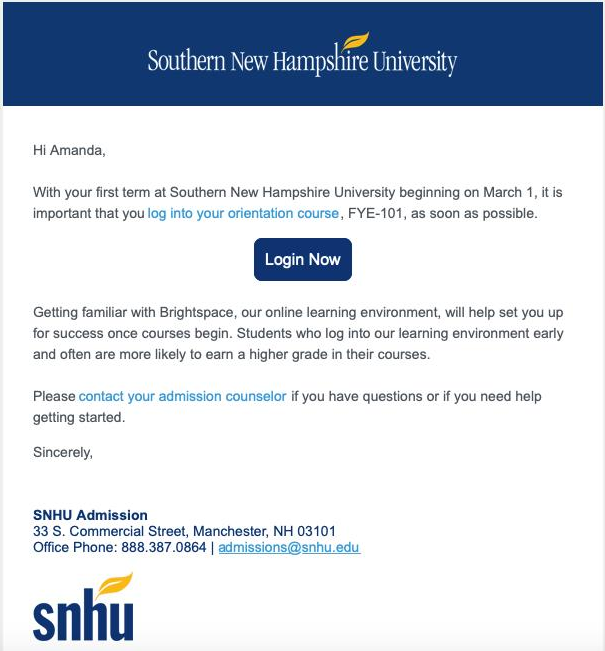 Southern New Hampshire University
Hi Amanda,
With your first term at Southern New Hampshire University beginning on March 1, it is
important that you log into your orientation course, FYE-101, as soon as possible.
Login Now
Getting familiar with Brightspace, our online learning environment, will help set you up
for success once courses begin. Students who log into our learning environment early
and often are more likely to earn a higher grade in their courses.
Please contact your admission counselor if you have questions or if you need help
getting started.
Sincerely,
SNHU Admission
33 S. Commercial Street, Manchester, NH 03101
Office Phone: 888.387.0864 | admissions@snhu.edu
snhu